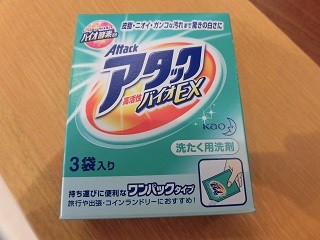 バイオ酵素の
皮脂・ニオイ・ガンコな汚れまで驚きの白さに
Attack
アタック
高活性バイオEX
kao
洗たく用洗剤
3袋入り
持ち運びに便利なワンパックタイプ
旅行や出張・コインランドリーにおすすめ!